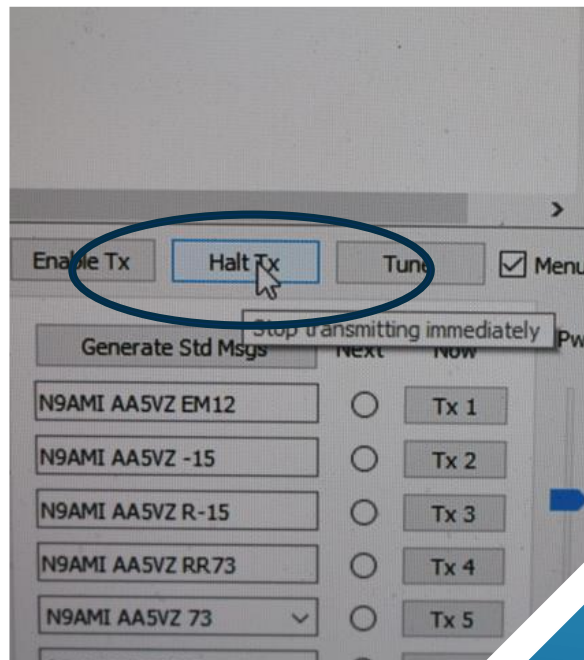 Enable Tx Halt Tx Tune Menu
Stop transmitting immediately
Generate Std Msgs Next Now Pw
N9AMI AA5VZ EM12 Tx 1
N9AMI AA5VZ -15 Tx 2
N9AMI AA5VZ R-15 Tx 3
N9AMI AA5VZ RR73 Tx 4
N9AMI AA5VZ 73 Tx 5